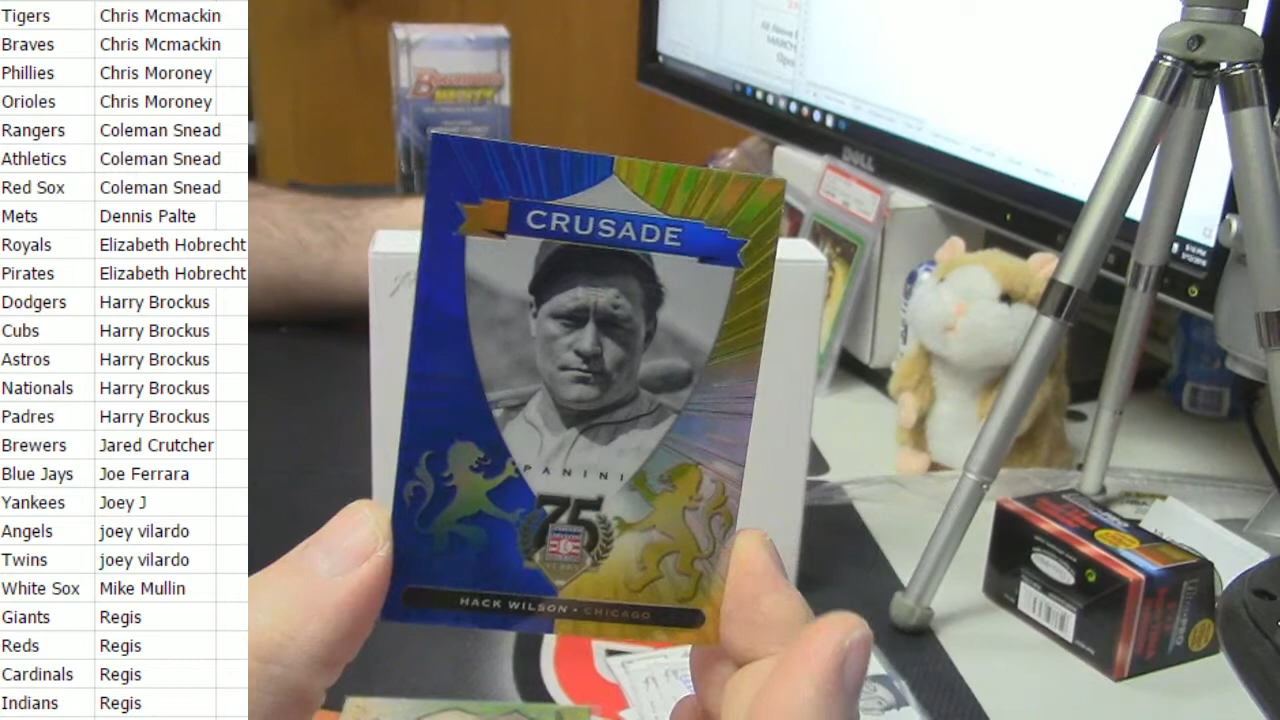 Tigers Chris Mcmackin
Braves Chris Mcmackin
Phillies Chris Moroney
Orioles Chris Moroney
Rangers Coleman Snead
Athletics Coleman Snead
Red Sox Coleman Snead
Mets Dennis Palte
Royals Elizabeth Hobrecht
Pirates Elizabeth Hobrecht
Dodgers Harry Brockus
Cubs Harry Brockus
Astros Harry Brockus
Nationals Harry Brockus
Padres Harry Brockus
Brewers Jared Crutcher
Blue Jays Joe Ferrara
Yankees Joey J
Angels joey vilardo
Twins joey vilardo
White Sox Mike Mullin
Giants Regis
Reds Regis
Cardinals Regis
Indians Regis
CRUSADE
PANINI
75
YEARS
HACK WILSON • CHICAGO
DELL